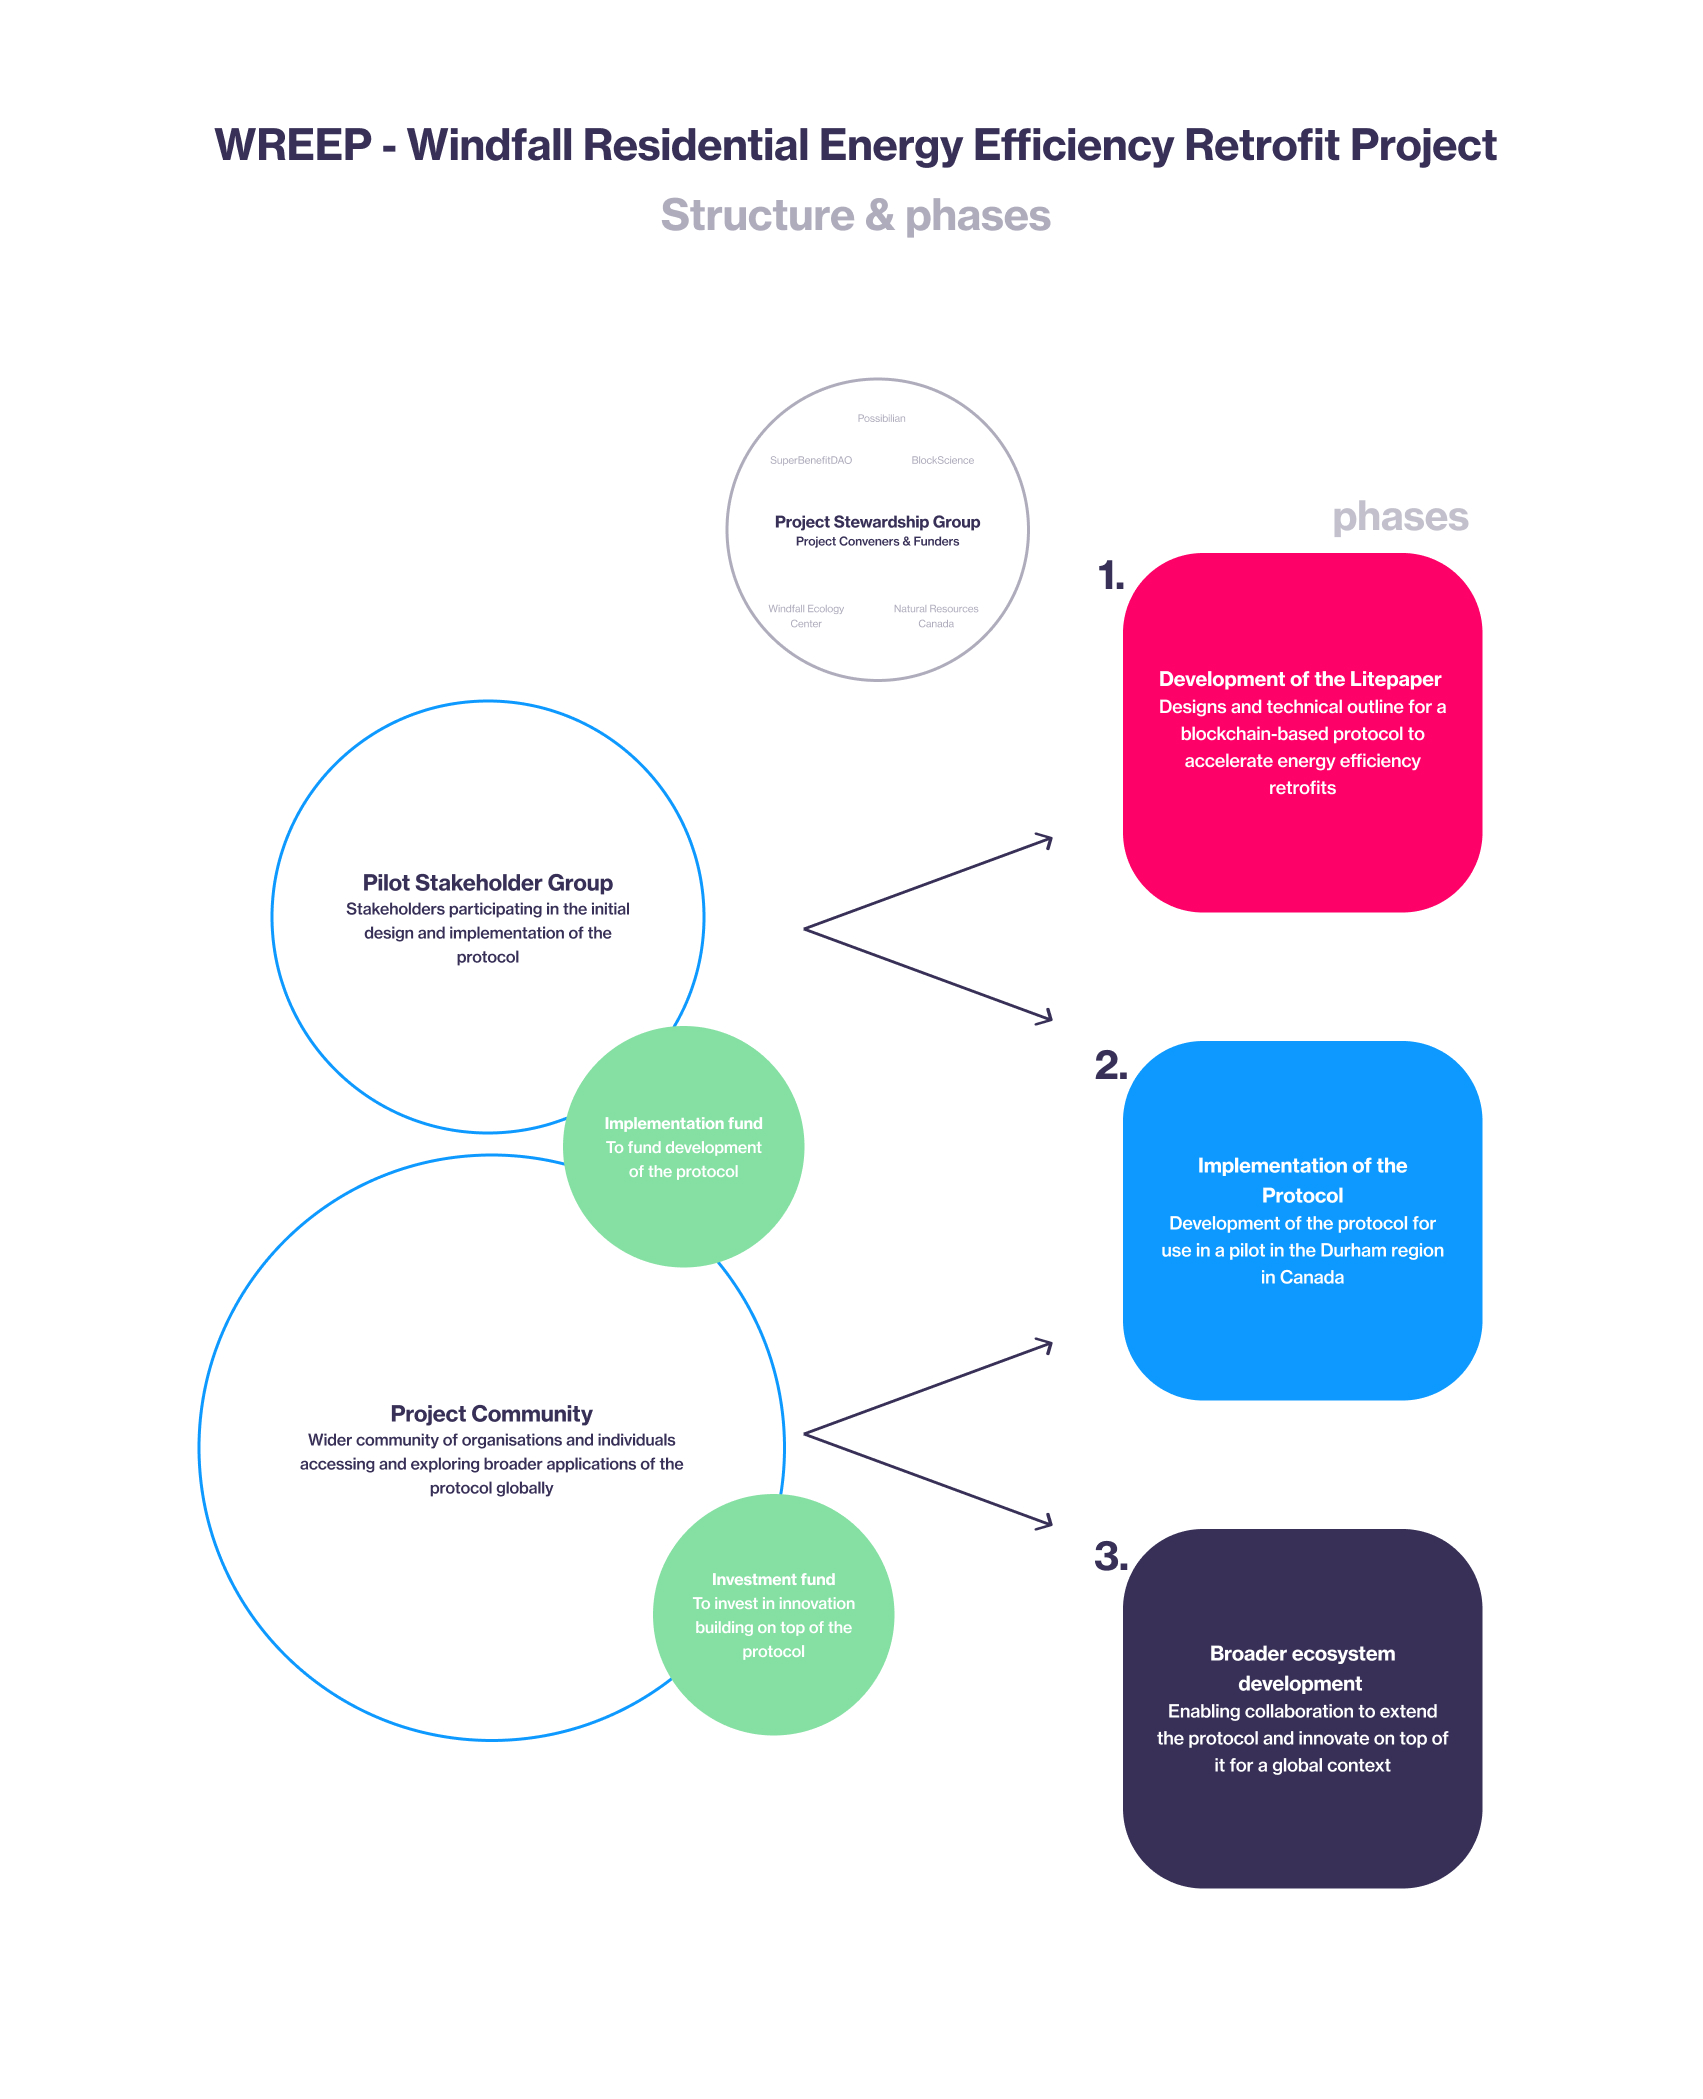 WREEP - Windfall Residential Energy Efficiency Retrofit Project
Structure & phases
Possibilian
SuperBenefitDAO
BlockScience
Project Stewardship Group
Project Conveners & Funders
Windfall Ecology
Center
Natural Resources
Canada
Pilot Stakeholder Group
Stakeholders participating in the initial
design and implementation of the
protocol
Implementation fund
To fund development
of the protocol
Project Community
Wider community of organisations and individuals
accessing and exploring broader applications of the
protocol globally
Investment fund
To invest in innovation
building on top of the
protocol
phases
1.
Development of the Litepaper
Designs and technical outline for a
blockchain-based protocol to
accelerate energy efficiency
retrofits
2.
Implementation of the
Protocol
Development of the protocol for
use in a pilot in the Durham region
in Canada
3.
Broader ecosystem
development
Enabling collaboration to extend
the protocol and innovate on top of
it for a global context